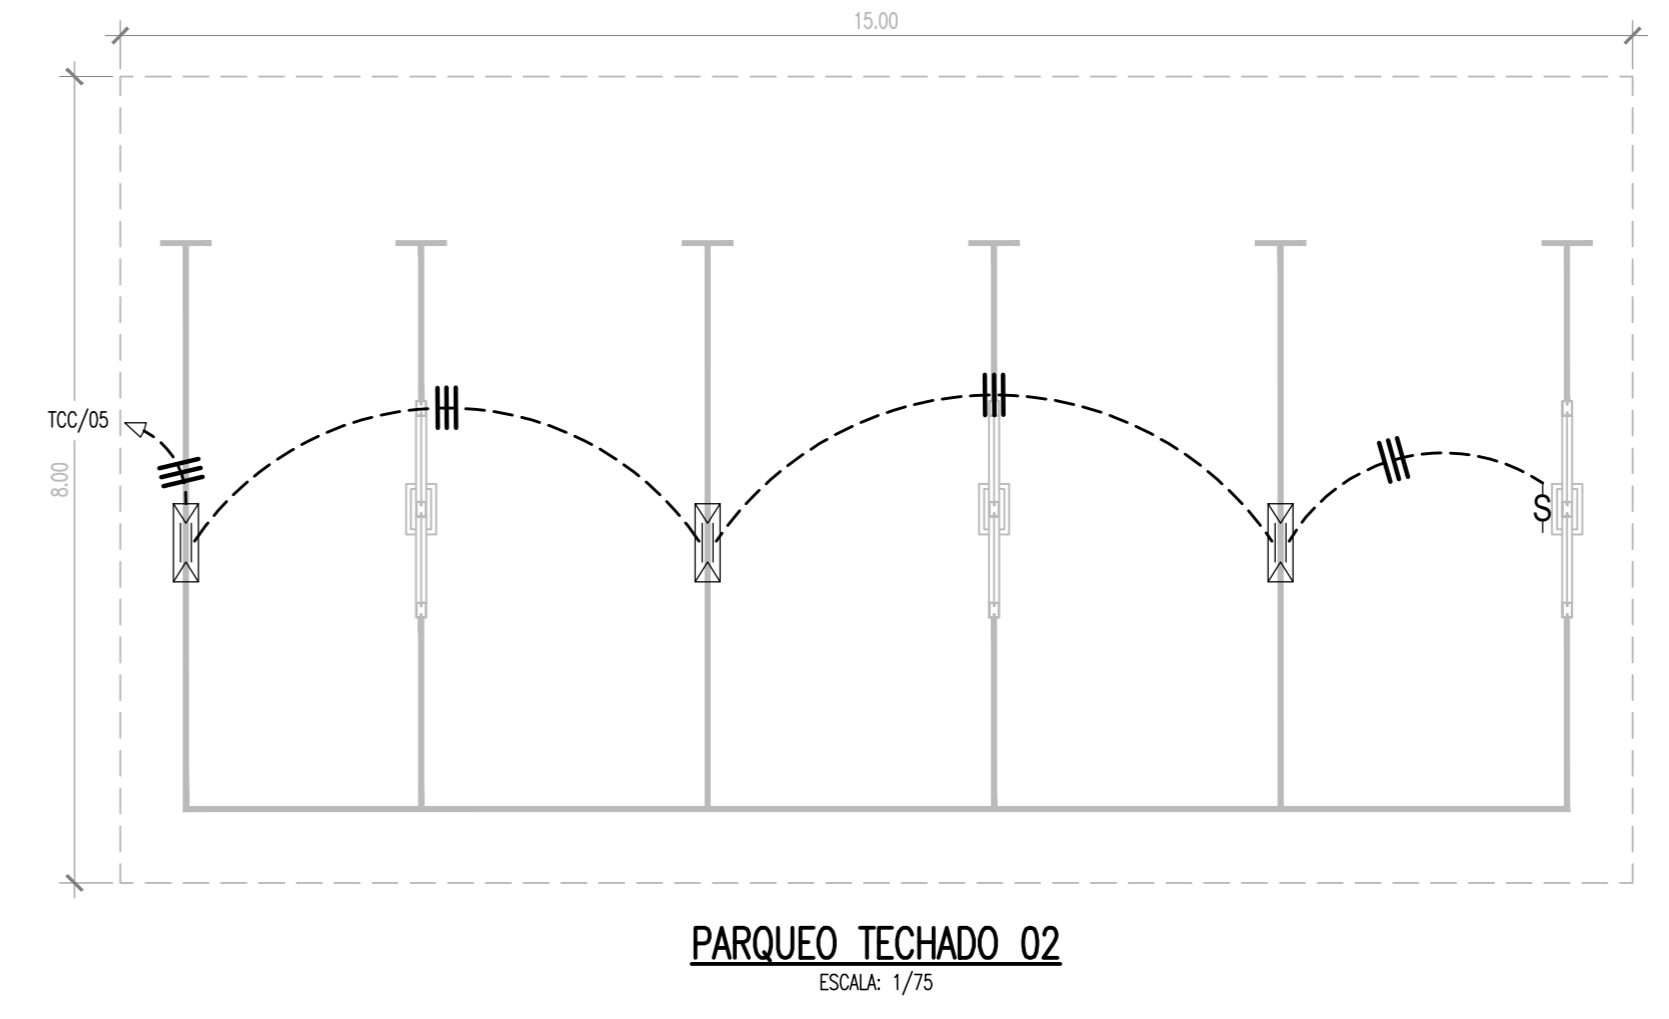 15.00
TCC/05
8.00
S
PARQUEO TECHADO 02
ESCALA: 1/75